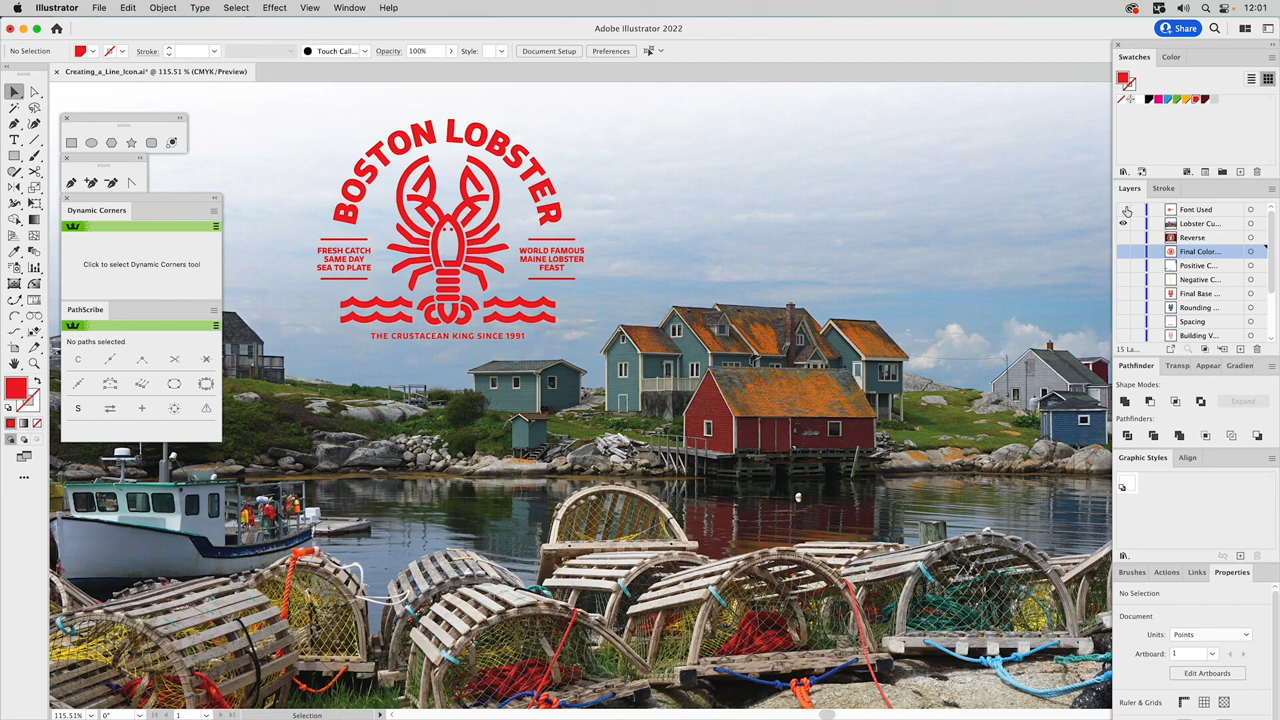 Illustrator File Edit Object Type Select Effect View Window Help 12:01
Adobe Illustrator 2022 Share
No Selection Stroke: Touch Call... Opacity: 100% Style: Document Setup Preferences
Creating_a_Line_Icon.ai* @ 115.51 % (CMYK/Preview)
Swatches Color
BOSTON LOBSTER
FRESH CATCH
SAME DAY
SEA TO PLATE
WORLD FAMOUS
MAINE LOBSTER
FEAST
THE CRUSTACEAN KING SINCE 1991
Dynamic Corners
Click to select Dynamic Corners tool
PathScribe
No paths selected.
C
S
Layers Stroke
Font Used
Lobster Cu...
Reverse
Final Color...
Positive C...
Negative C...
Final Base ...
Rounding ...
Spacing
Building V...
15 La...
Pathfinder Transp Appear Gradien
Shape Modes:
Expand
Pathfinders:
Graphic Styles Align
Brushes Actions Links Properties
No Selection
Document
Units: Points
Artboard: 1
Edit Artboards
Ruler & Grids
115.51% 0° 1 Selection